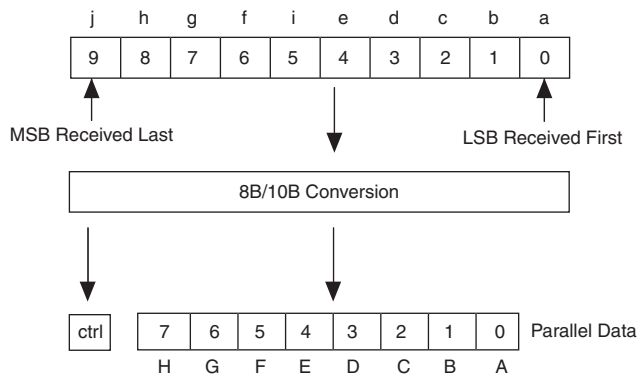 j h g f i e d c b a
9 8 7 6 5 4 3 2 1 0
MSB Received Last LSB Received First
8B/10B Conversion
ctrl 7 6 5 4 3 2 1 0 Parallel Data
H G F E D C B A